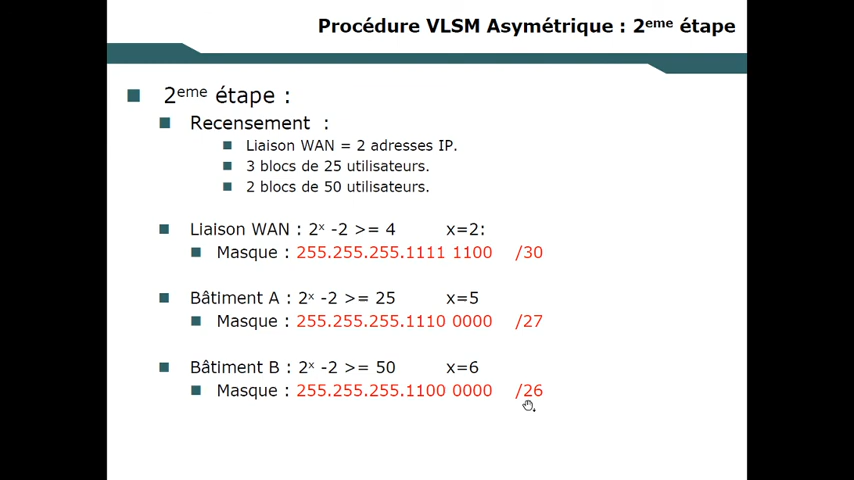 Procédure VLSM Asymétrique : 2eme étape
2eme étape :
Recensement :
Liaison WAN = 2 adresses IP.
3 blocs de 25 utilisateurs.
2 blocs de 50 utilisateurs.
Liaison WAN : 2x -2 >= 4 x=2:
Masque : 255.255.255.1111 1100 /30
Bâtiment A : 2x -2 >= 25 x=5
Masque : 255.255.255.1110 0000 /27
Bâtiment B : 2x -2 >= 50 x=6
Masque : 255.255.255.1100 0000 /26